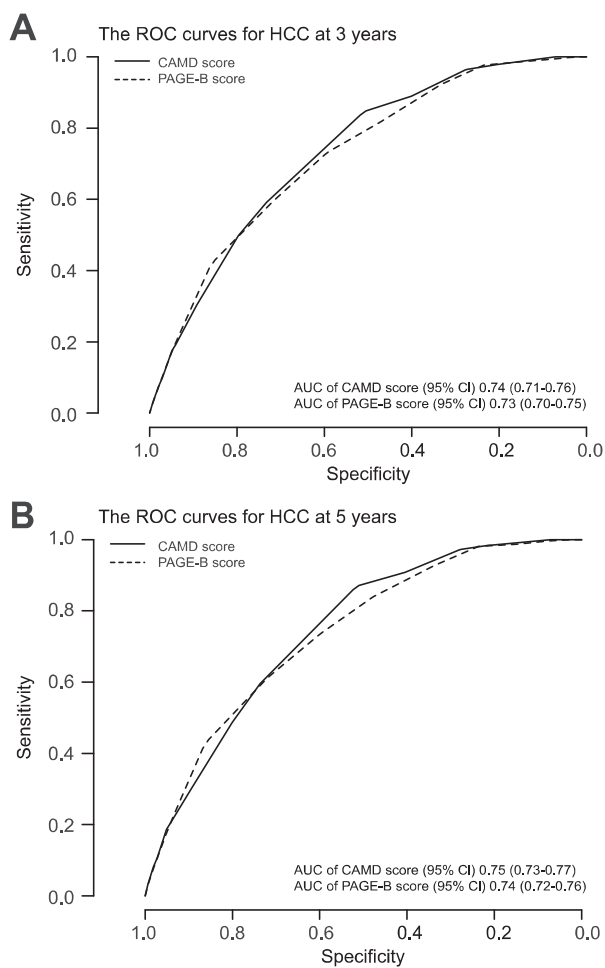 A
The ROC curves for HCC at 3 years
CAMD score
PAGE-B score
1.0
0.8
0.6
0.4
0.2
0.0
Sensitivity
AUC of CAMD score (95% CI) 0.74 (0.71-0.76)
AUC of PAGE-B score (95% CI) 0.73 (0.70-0.75)
1.0 0.8 0.6 0.4 0.2 0.0
Specificity
B
The ROC curves for HCC at 5 years
CAMD score
PAGE-B score
1.0
0.8
0.6
0.4
0.2
0.0
Sensitivity
AUC of CAMD score (95% CI) 0.75 (0.73-0.77)
AUC of PAGE-B score (95% CI) 0.74 (0.72-0.76)
1.0 0.8 0.6 0.4 0.2 0.0
Specificity